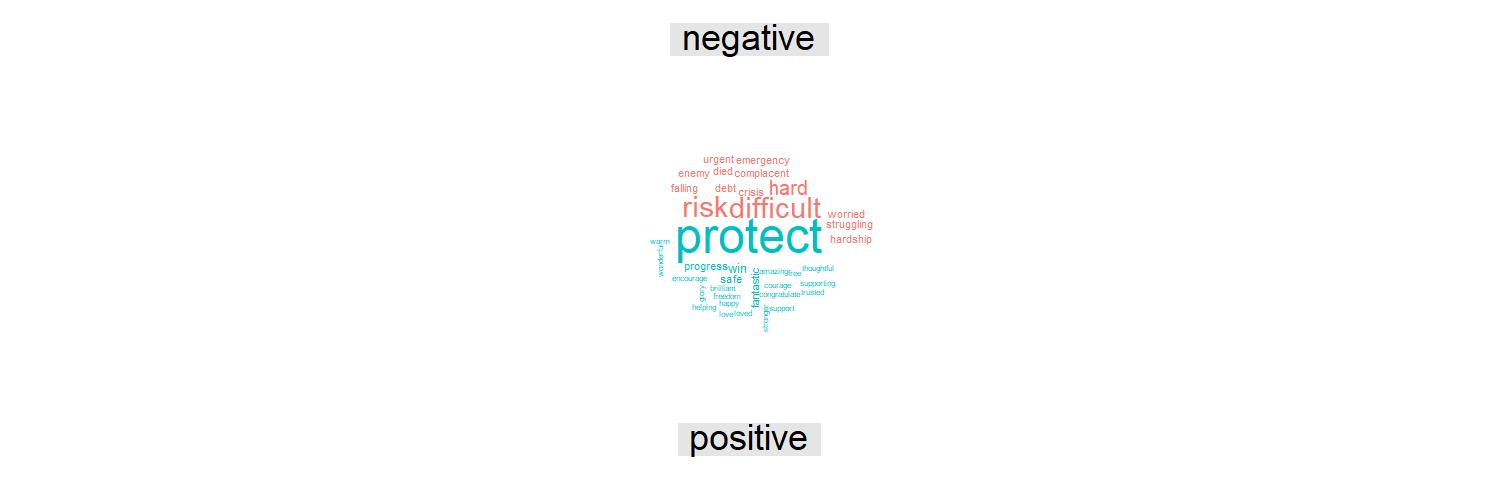 negative
urgent emergency
enemy died complacent
falling debt crisis hard
risk difficult worried
protect struggling
warm hardship
wonderful
progress win amazing free thoughtful
encourage safe fantastic courage supporting
glory brilliant congratulate trusted
freedom
helping happy support
love loved stronger
positive